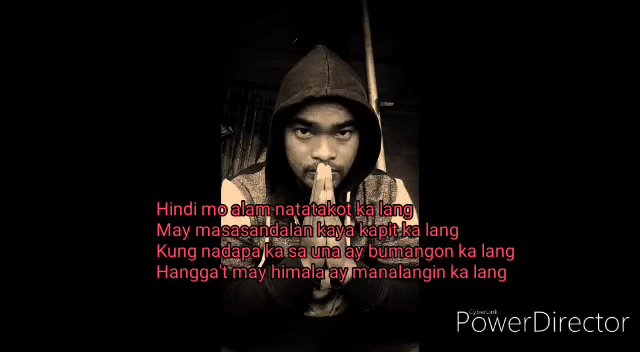 Hindi mo alam natatakot ka lang
May masasandalan kaya kapit ka lang
Kung nadapa ka sa una ay bumangon ka lang
Hangga't may himala ay manalangin ka lang
CyberLink
PowerDirector